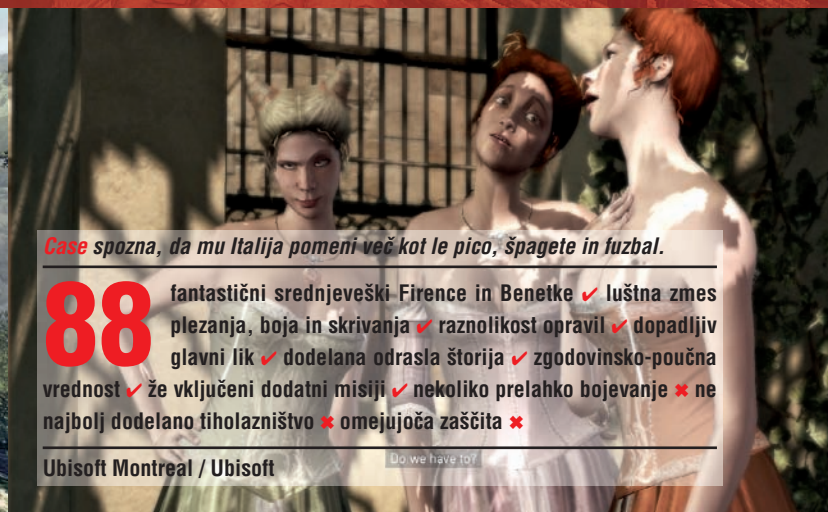 Case spozna, da mu Italija pomeni več kot le pico, špagete in fuzbal.
88
fantastični srednjeveški Firence in Benetke ✔ luštna zmes
plezanja, boja in skrivanja ✔ raznolikost opravil ✔ dopadljiv
glavni lik ✔ dodelana odrasla štorija ✔ zgodovinsko-poučna
vrednost ✔ že vključeni dodatni misiji ✔ nekoliko prelahko bojevanje ✖ ne
najbolj dodelano tiholazništvo ✖ omejujoča zaščita ✖
Ubisoft Montreal / Ubisoft
Do we have to?